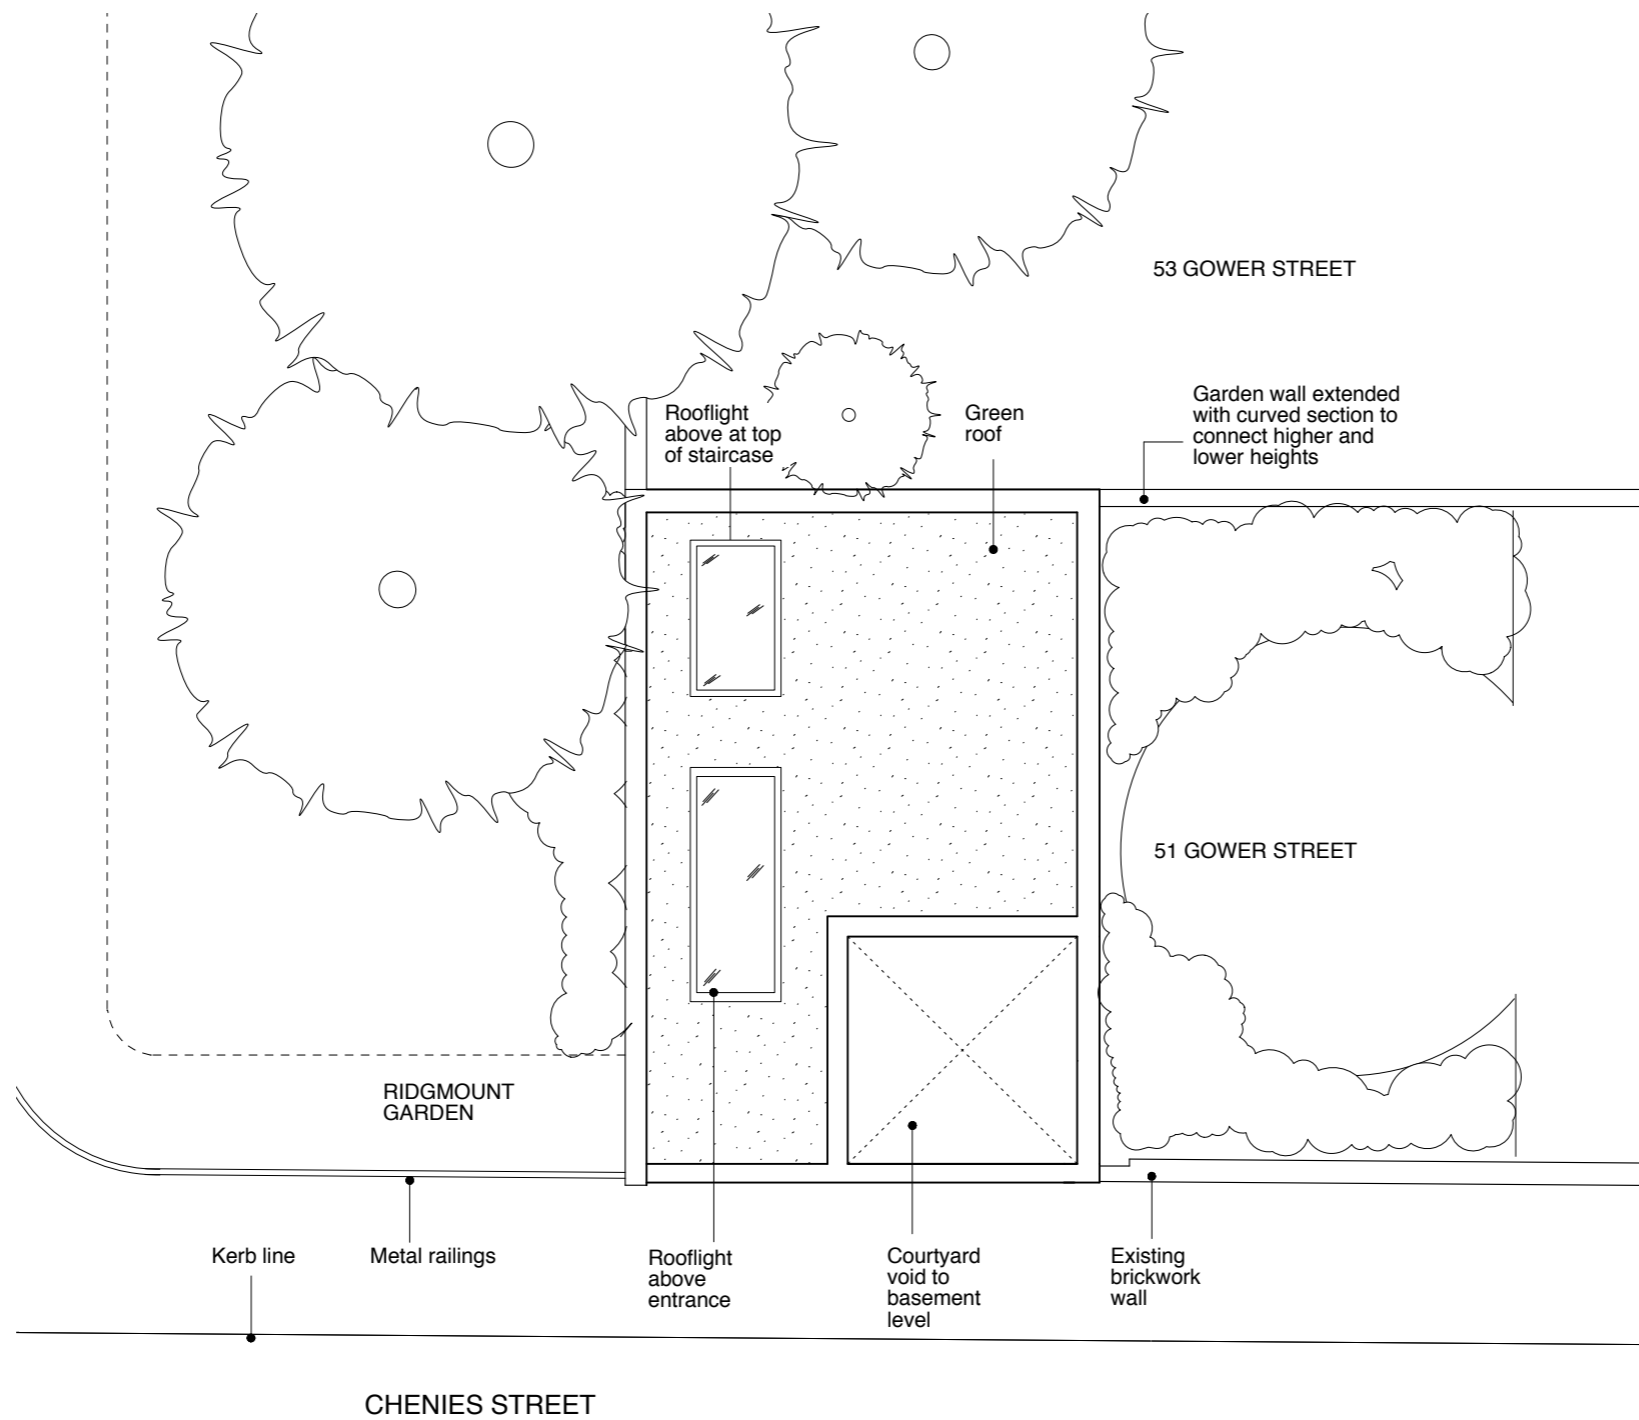 53 GOWER STREET
Garden wall extended
with curved section to
connect higher and
lower heights
Rooflight
above at top
of staircase
Green
roof
51 GOWER STREET
RIDGMOUNT
GARDEN
Kerb line
Metal railings
Rooflight
above
entrance
Courtyard
void to
basement
level
Existing
brickwork
wall
CHENIES STREET